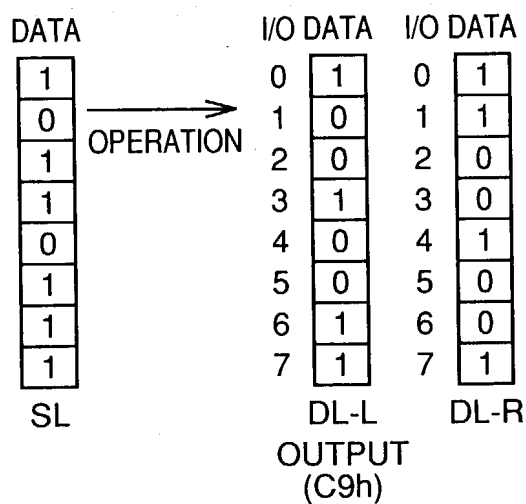 DATA I/O DATA I/O DATA
1 0 1 0 1
0 1 0 1 1
OPERATION
1 2 0 2 0
1 3 1 3 0
0 4 0 4 1
1 5 0 5 0
1 6 1 6 0
1 7 1 7 1
SL DL-L DL-R
OUTPUT
(C9h)